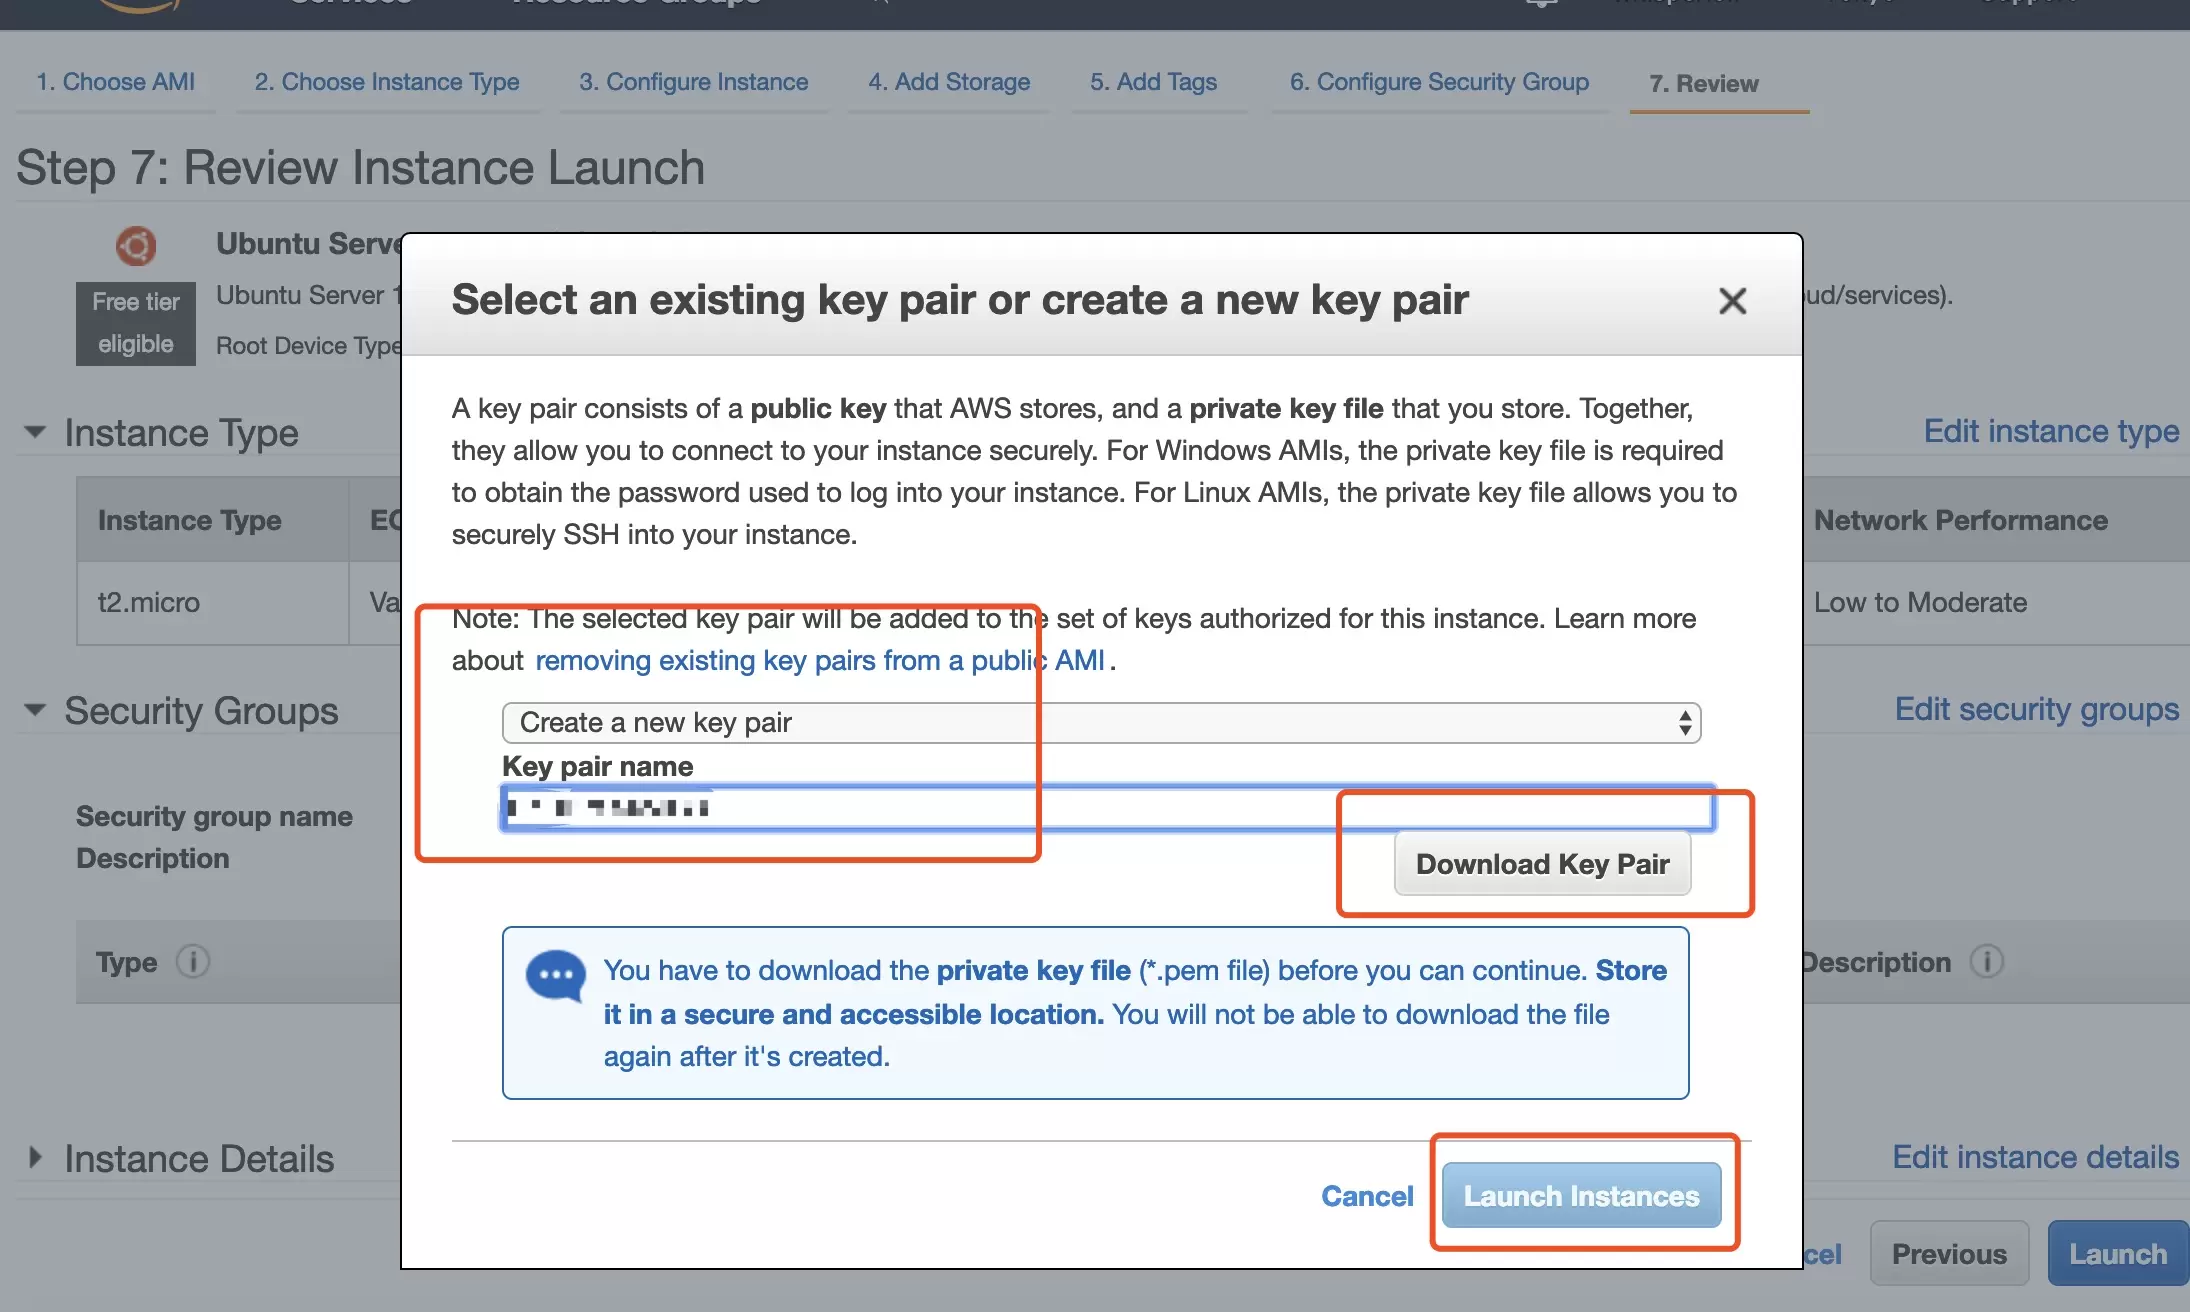 Services
Resource Groups
Support
1. Choose AMI
2. Choose Instance Type
3. Configure Instance
4. Add Storage
5. Add Tags
6. Configure Security Group
7. Review
Step 7: Review Instance Launch
Ubuntu Serve
Free tier
eligible
Ubuntu Server 1
oud/services).
Root Device Type
Select an existing key pair or create a new key pair
A key pair consists of a public key that AWS stores, and a private key file that you store. Together,
they allow you to connect to your instance securely. For Windows AMIs, the private key file is required
to obtain the password used to log into your instance. For Linux AMIs, the private key file allows you to
securely SSH into your instance.
Note: The selected key pair will be added to the set of keys authorized for this instance. Learn more
about removing existing key pairs from a public AMI .
Create a new key pair
Key pair name
Download Key Pair
You have to download the private key file (*.pem file) before you can continue. Store
it in a secure and accessible location. You will not be able to download the file
again after it's created.
Cancel
Launch Instances
Instance Type
Edit instance type
Instance Type
EC
Network Performance
t2.micro
Va
Low to Moderate
Security Groups
Edit security groups
Security group name
Description
Type
Description
Instance Details
Edit instance details
cel
Previous
Launch